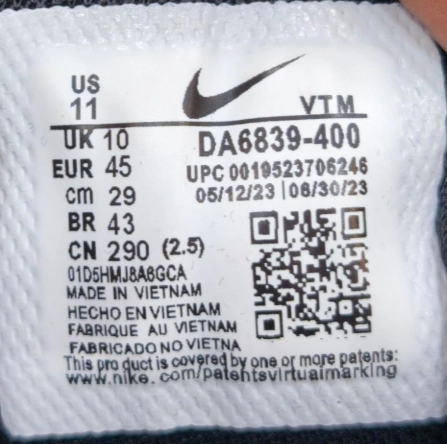 US
11
VTM
UK 10
DA6839-400
EUR 45
UPC 0019523706246
cm 29
05/12/23 | 08/30/23
BR 43
CN 290 (2.5)
01D5HMJ8A8GCA
MADE IN VIETNAM
HECHO EN VIETNAM
FABRIQUE AU VIETNAM
FABRICADO NO VIETNA
This product is covered by one or more patents:
www.nike.com/patentsvirtualmarking